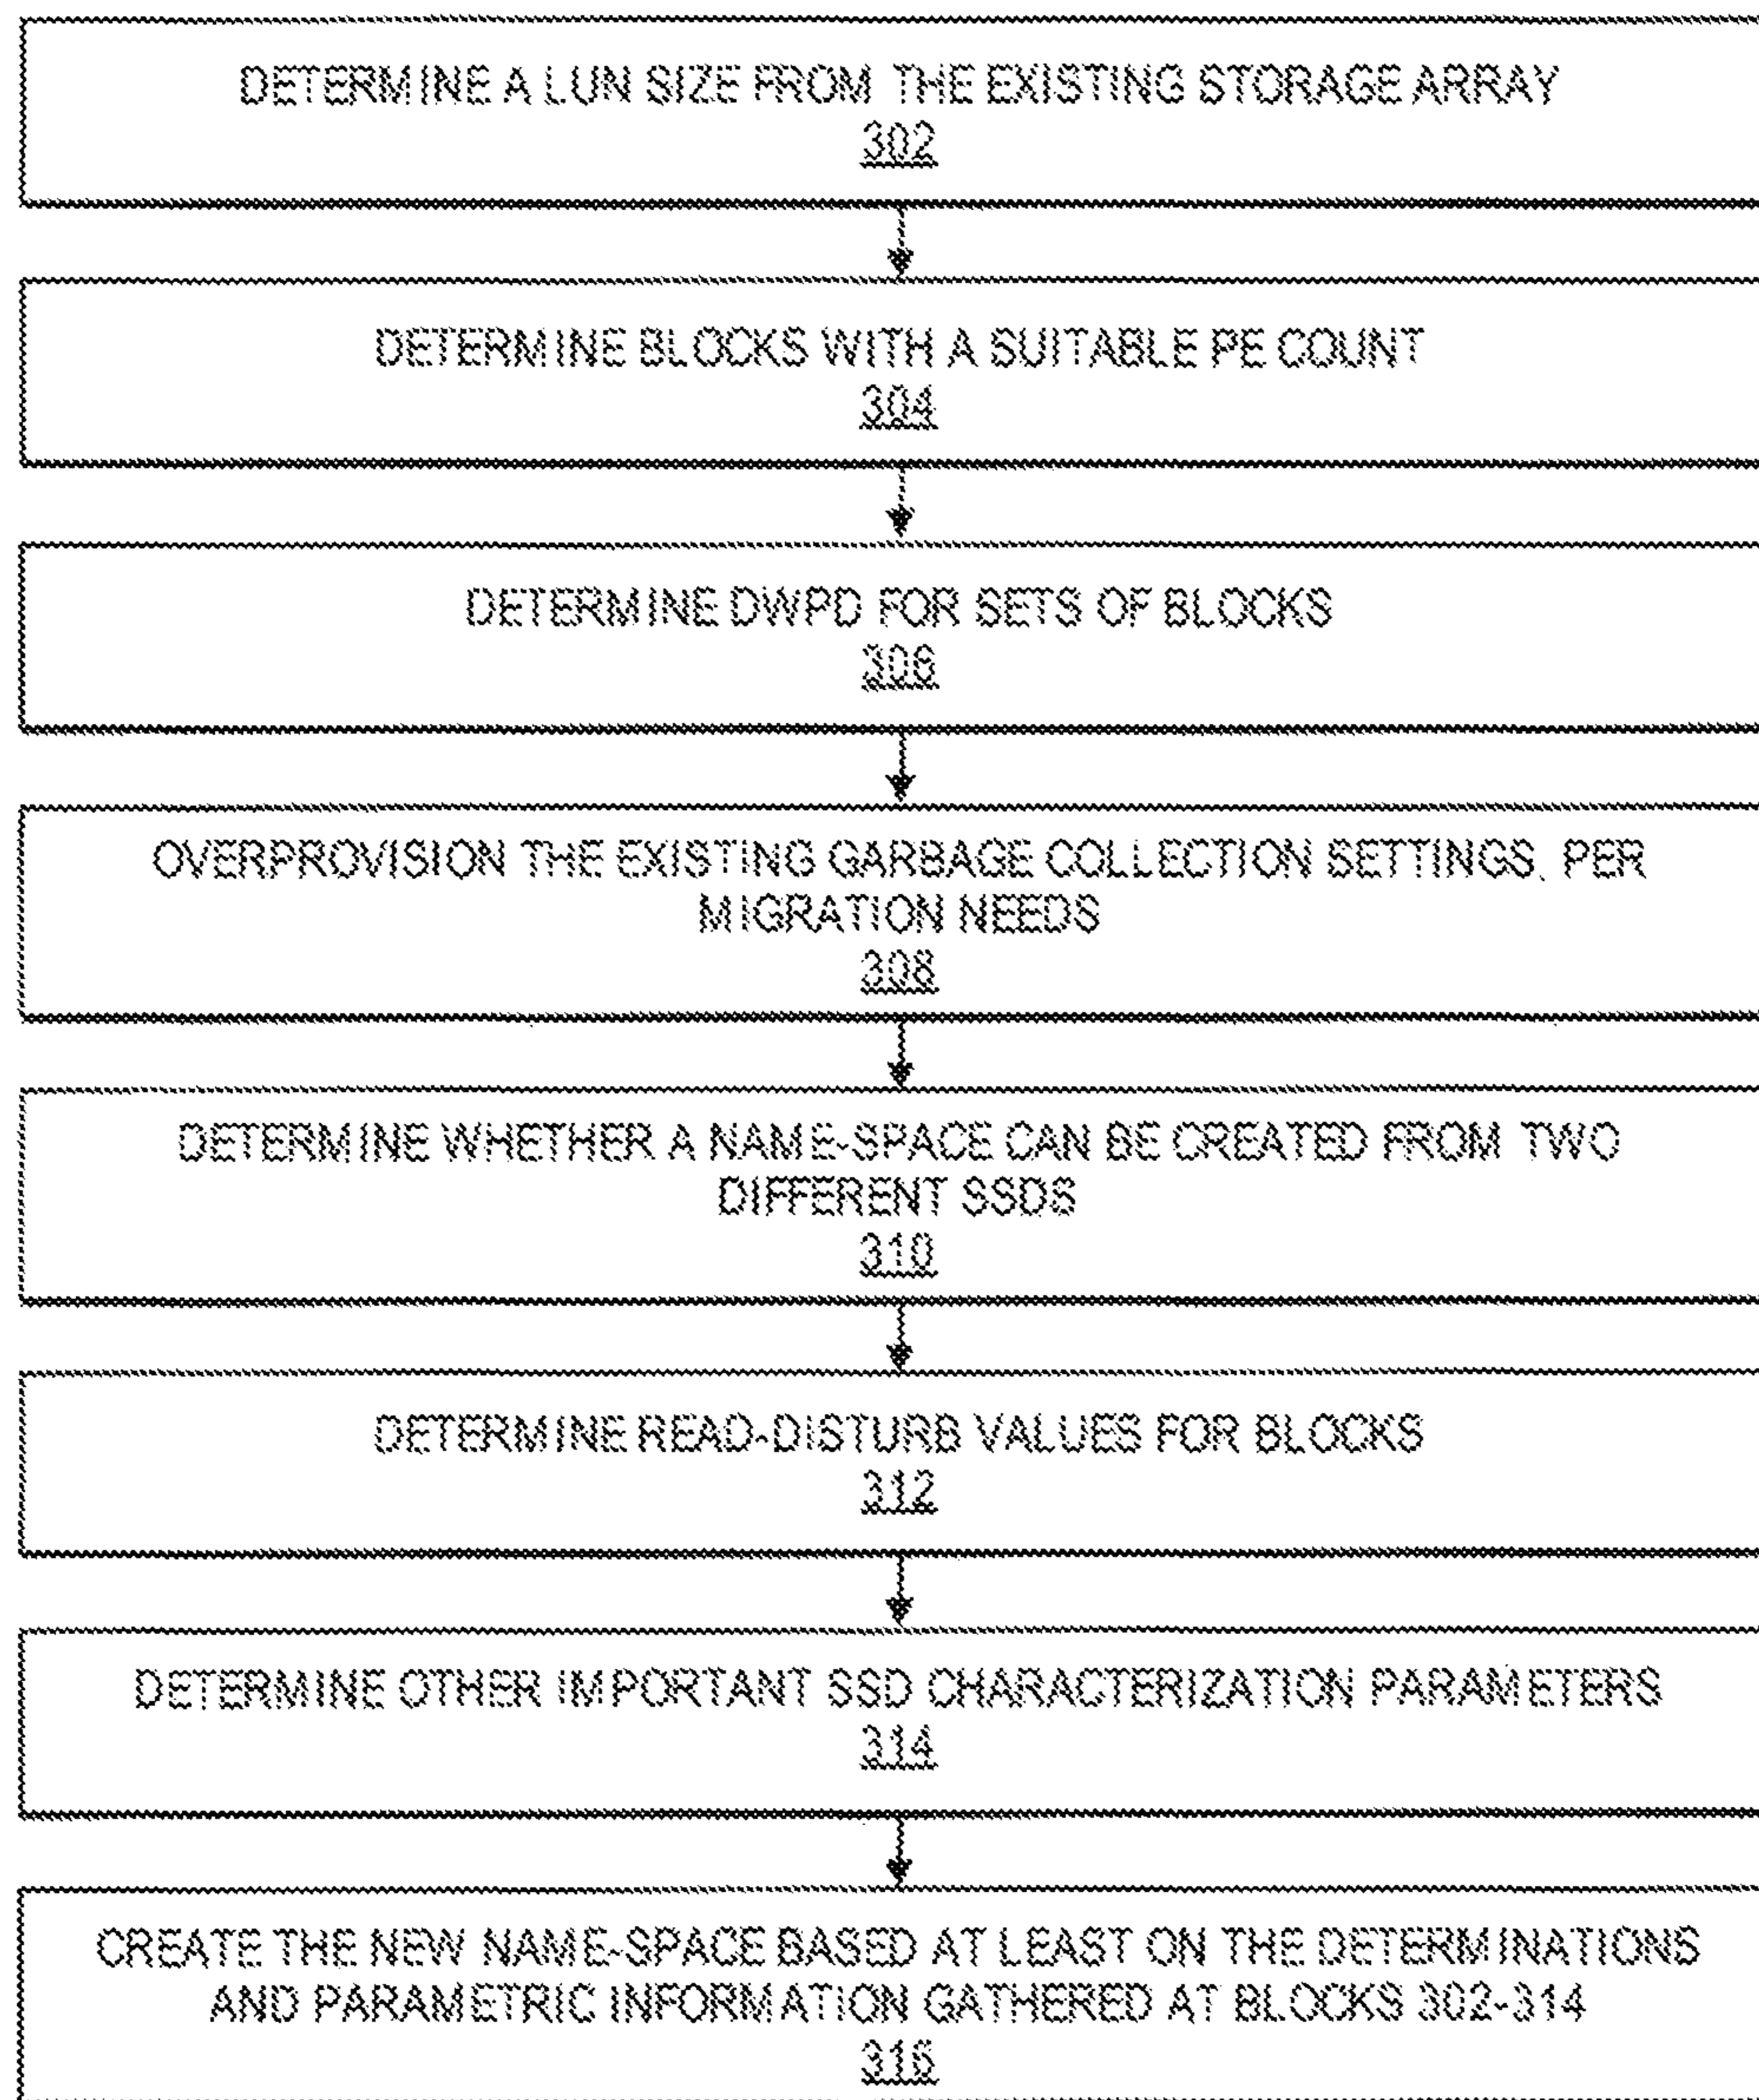 DETERMINE A LUN SIZE FROM THE EXISTING STORAGE ARRAY
302
DETERMINE BLOCKS WITH A SUITABLE PE COUNT
304
DETERMINE DWPD FOR SETS OF BLOCKS
306
OVERPROVISION THE EXISTING GARBAGE COLLECTION SETTINGS, PER
MIGRATION NEEDS
308
DETERMINE WHETHER A NAME-SPACE CAN BE CREATED FROM TWO
DIFFERENT SSDS
310
DETERMINE READ-DISTURB VALUES FOR BLOCKS
312
DETERMINE OTHER IMPORTANT SSD CHARACTERIZATION PARAMETERS
314
CREATE THE NEW NAME-SPACE BASED AT LEAST ON THE DETERMINATIONS
AND PARAMETRIC INFORMATION GATHERED AT BLOCKS 302-314
316